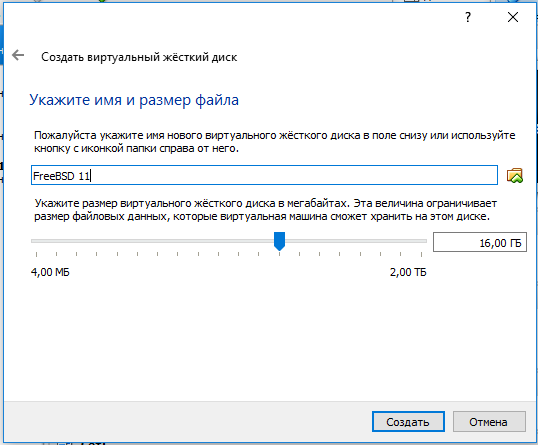 ?
Создать виртуальный жёсткий диск
Укажите имя и размер файла
Пожалуйста укажите имя нового виртуального жёсткого диска в поле снизу или используйте
кнопку с иконкой папки справа от него.
FreeBSD 11
Укажите размер виртуального жёсткого диска в мегабайтах. Эта величина ограничивает
размер файловых данных, которые виртуальная машина сможет хранить на этом диске.
16,00 ГБ
4,00 МБ 2,00 ТБ
Создать Отмена